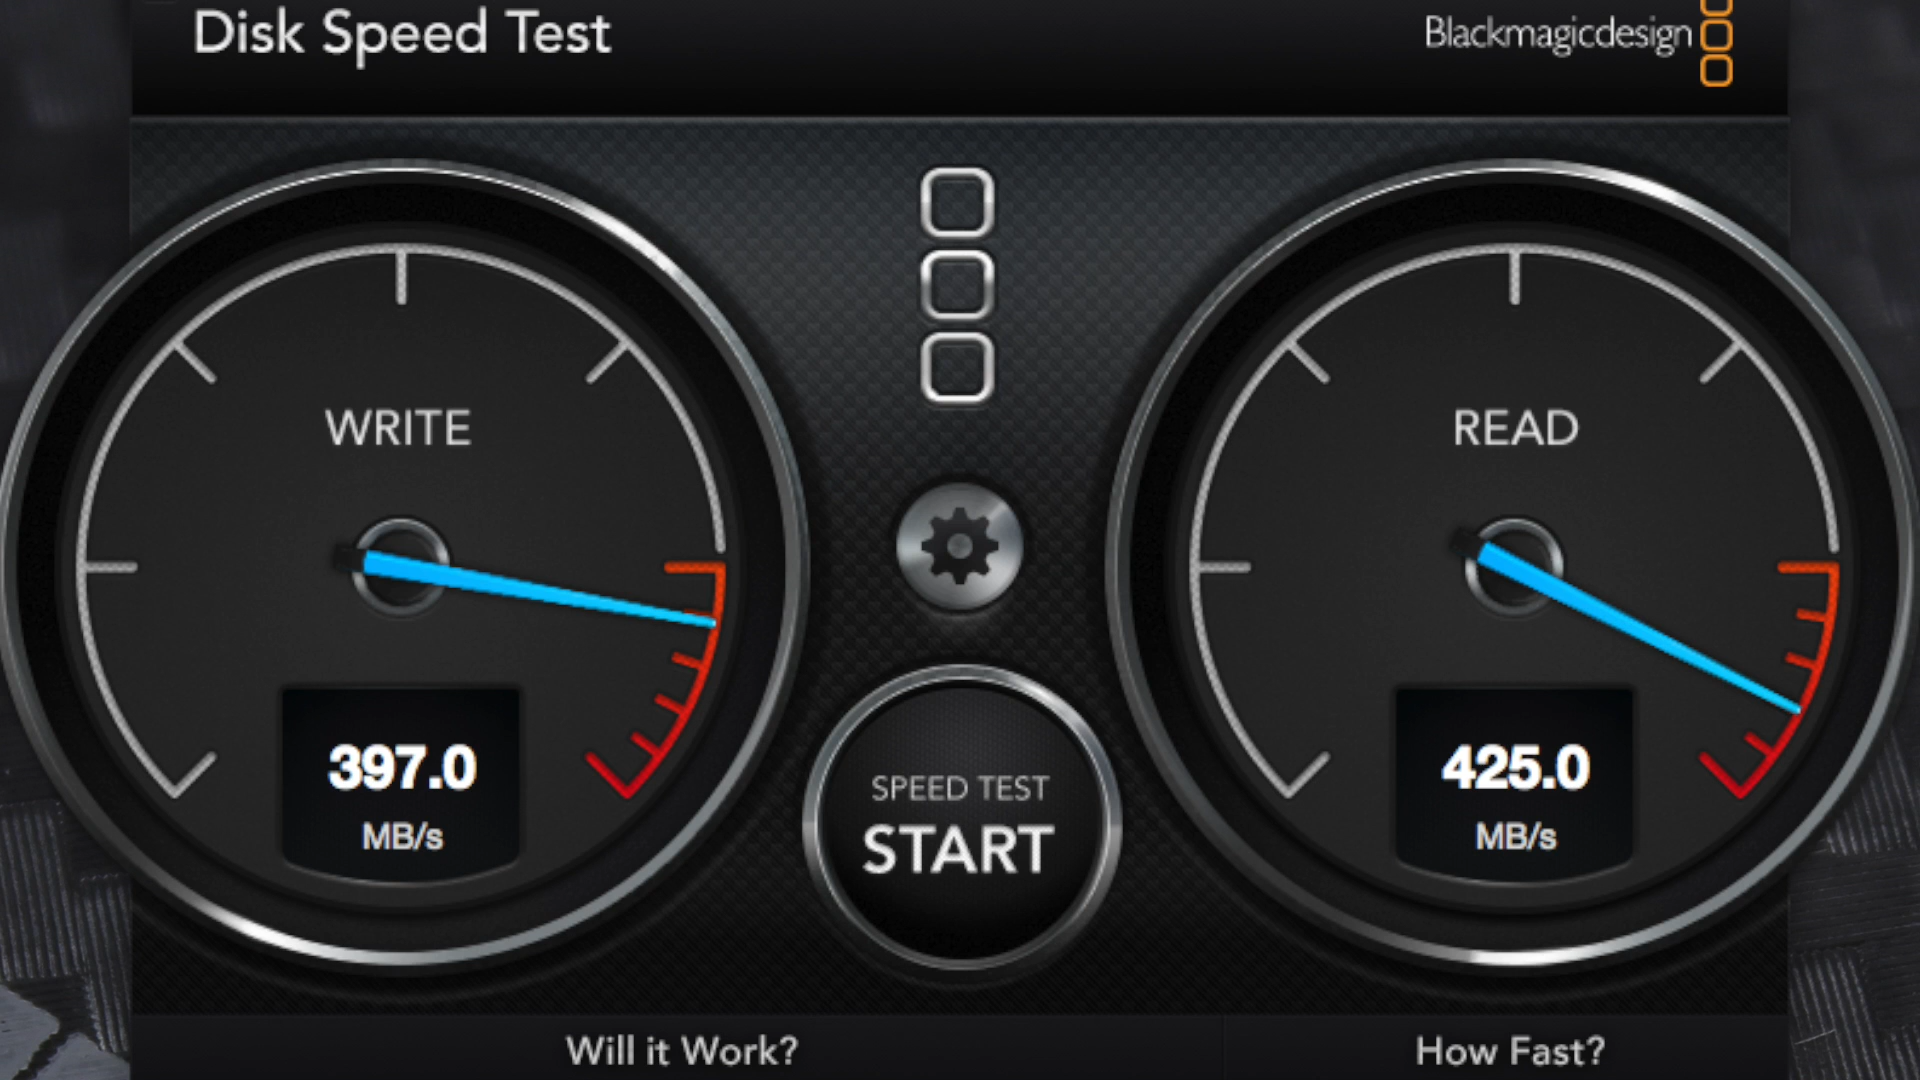 Disk Speed Test
Blackmagicdesign
WRITE
READ
397.0
MB/s
425.0
MB/s
SPEED TEST
START
Will it Work?
How Fast?